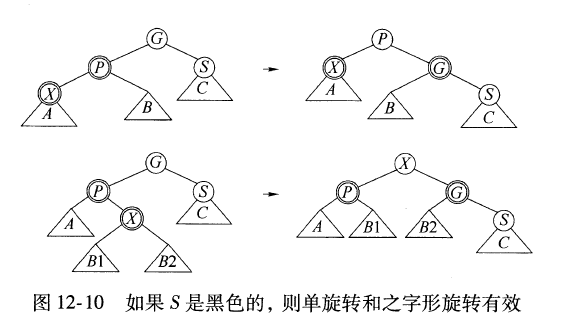 G P
P S X G
X C A S
A B B C
G X
P S P G
A X C A B1 B2 S
B1 B2 C
图 12-10 如果 S 是黑色的，则单旋转和之字形旋转有效